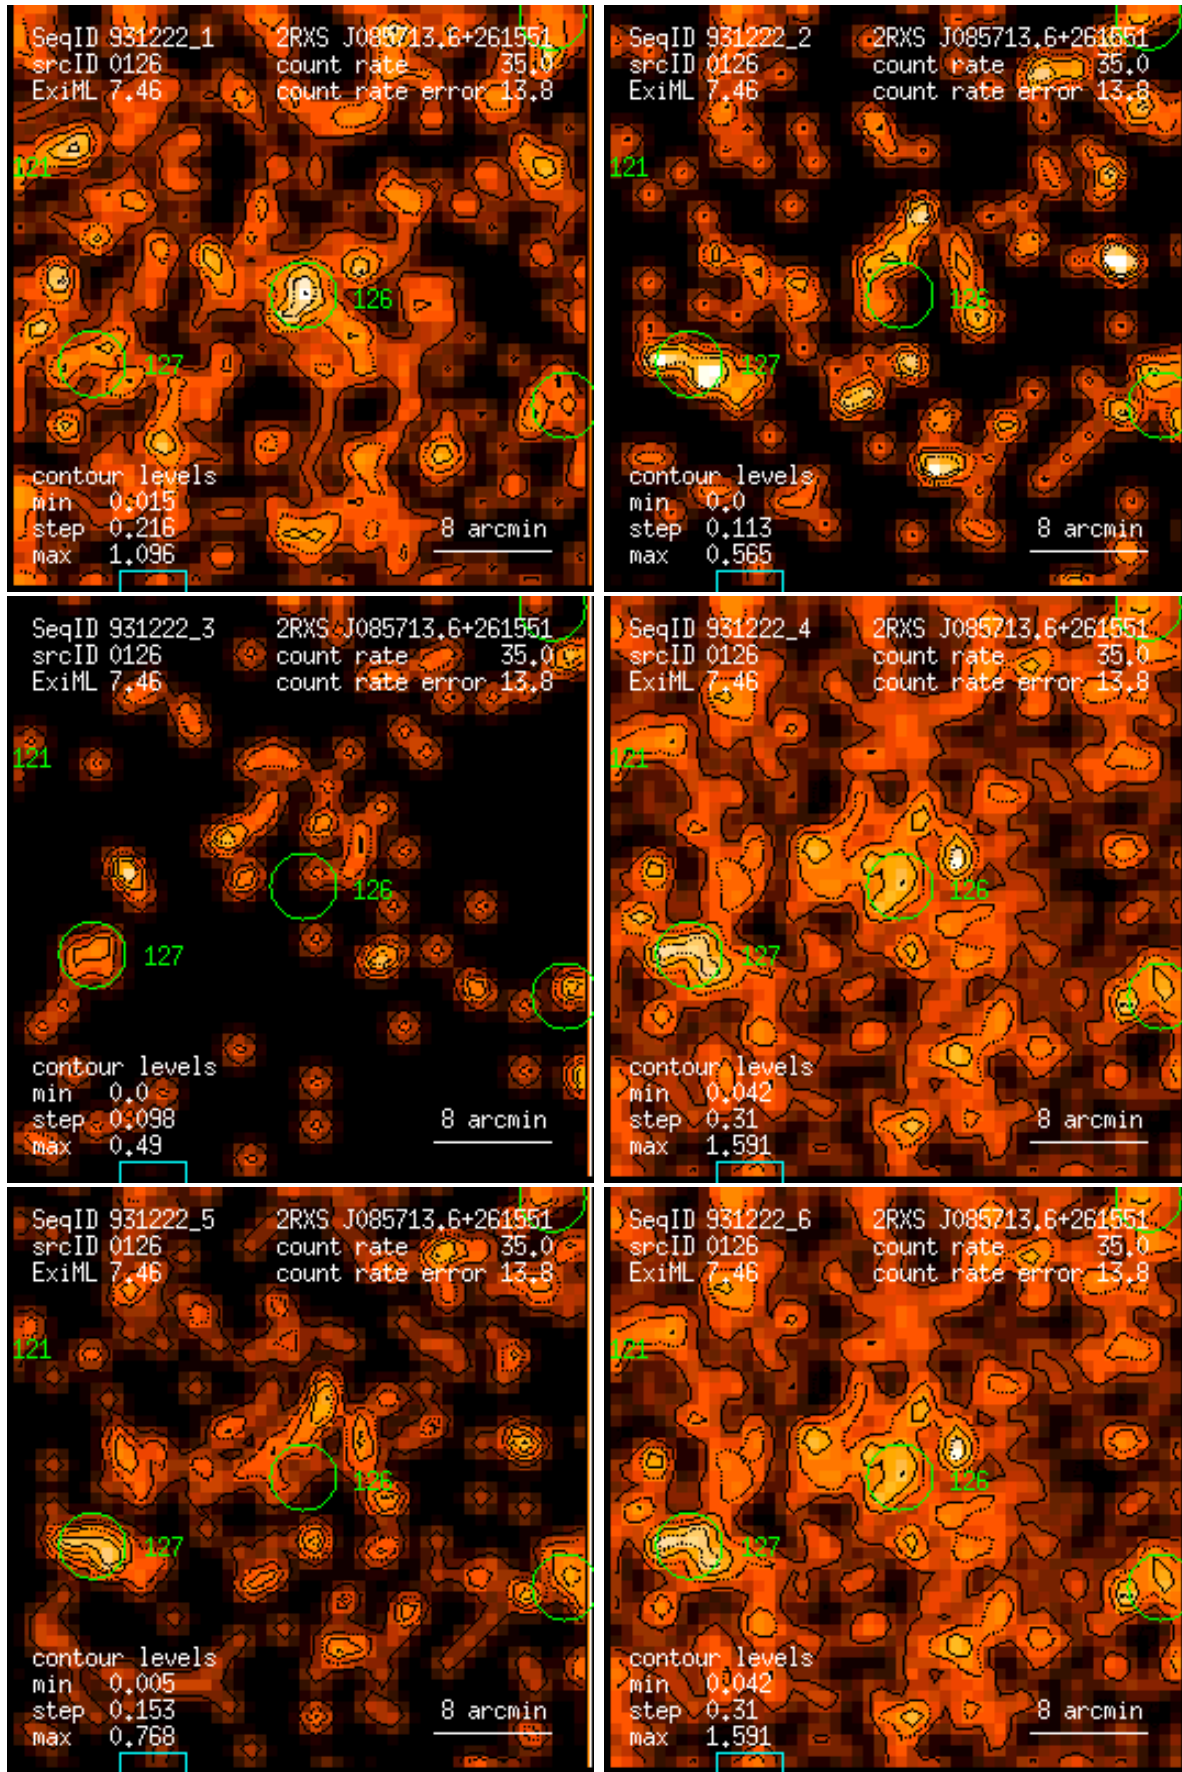 SeqID 931222_1 2RXS J085713.6+261551
srcID 0126 count rate 35.0
ExiML 7.46 count rate error 13.8
121
126
127
contour levels
min 0.015
step 0.216 8 arcmin
max 1.096
SeqID 931222_2 2RXS J085713.6+261551
srcID 0126 count rate 35.0
ExiML 7.46 count rate error 13.8
121
126
127
contour levels
min 0.0
step 0.113 8 arcmin
max 0.565
SeqID 931222_3 2RXS J085713.6+261551
srcID 0126 count rate 35.0
ExiML 7.46 count rate error 13.8
121
126
127
contour levels
min 0.0
step 0.098 8 arcmin
max 0.49
SeqID 931222_4 2RXS J085713.6+261551
srcID 0126 count rate 35.0
ExiML 7.46 count rate error 13.8
121
126
127
contour levels
min 0.042
step 0.31 8 arcmin
max 1.591
SeqID 931222_5 2RXS J085713.6+261551
srcID 0126 count rate 35.0
ExiML 7.46 count rate error 13.8
121
126
127
contour levels
min 0.005
step 0.153 8 arcmin
max 0.768
SeqID 931222_6 2RXS J085713.6+261551
srcID 0126 count rate 35.0
ExiML 7.46 count rate error 13.8
121
126
127
contour levels
min 0.042
step 0.31 8 arcmin
max 1.591